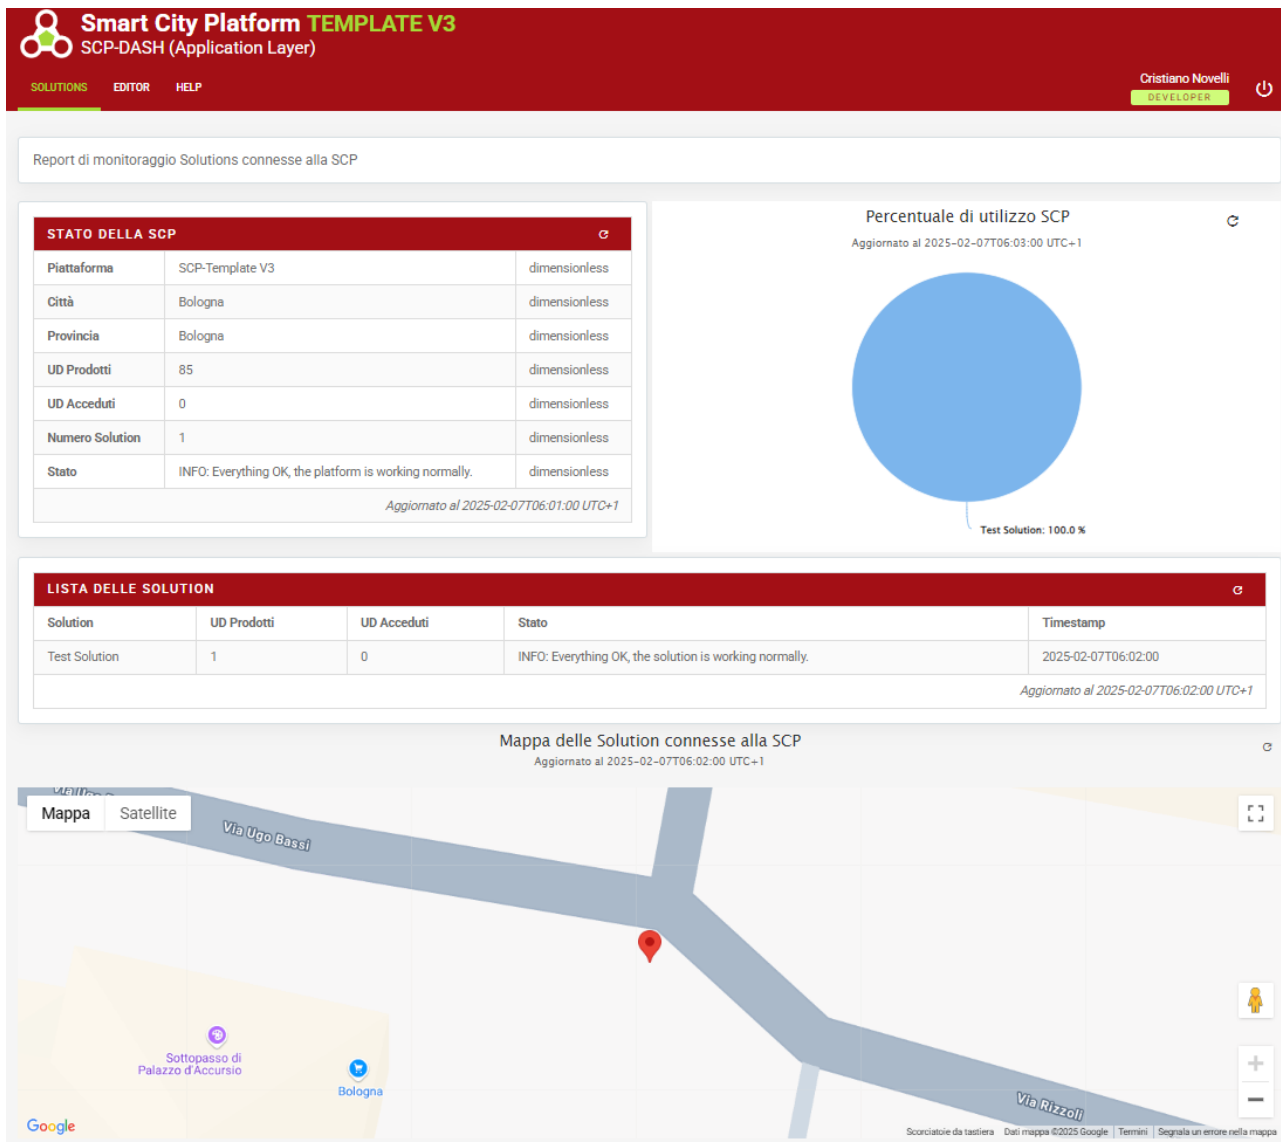 Smart City Platform TEMPLATE V3
SCP-DASH (Application Layer)
SOLUTIONS EDITOR HELP
Cristiano Novelli
DEVELOPER
Report di monitoraggio Solutions connesse alla SCP
STATO DELLA SCP
Piattaforma SCP-Template V3 dimensionless
Città Bologna dimensionless
Provincia Bologna dimensionless
UD Prodotti 85 dimensionless
UD Acceduti 0 dimensionless
Numero Solution 1 dimensionless
Stato INFO: Everything OK, the platform is working normally. dimensionless
Aggiornato al 2025-02-07T06:01:00 UTC+1
Percentuale di utilizzo SCP
Aggiornato al 2025-02-07T06:03:00 UTC+1
Test Solution: 100.0 %
LISTA DELLE SOLUTION
Solution UD Prodotti UD Acceduti Stato Timestamp
Test Solution 1 0 INFO: Everything OK, the solution is working normally. 2025-02-07T06:02:00
Aggiornato al 2025-02-07T06:02:00 UTC+1
Mappa delle Solution connesse alla SCP
Aggiornato al 2025-02-07T06:02:00 UTC+1
Mappa Satellite
Via Ugo Bassi
Sottopasso di
Palazzo d'Accursio
Bologna
Via Rizzoli
Google
Scorciatoie da tastiera Dati mappa ©2025 Google Termini Segnala un errore nella mappa